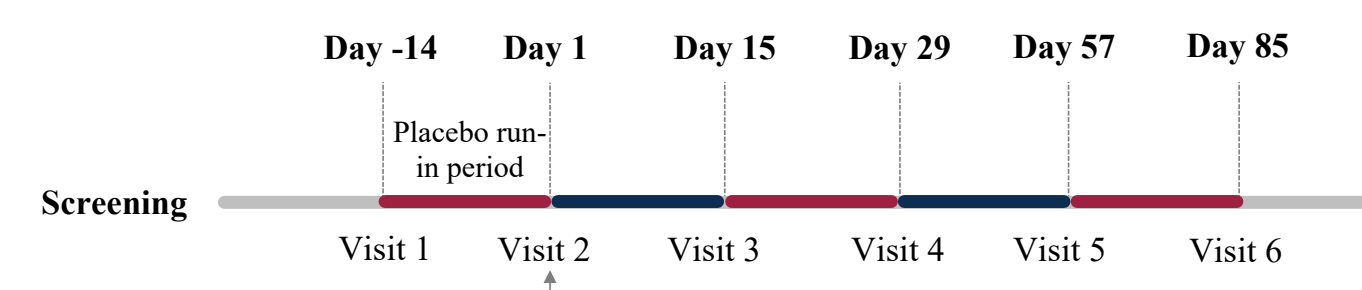 Day -14 Day 1 Day 15 Day 29 Day 57 Day 85
Placebo run-
in period
Screening
Visit 1 Visit 2 Visit 3 Visit 4 Visit 5 Visit 6